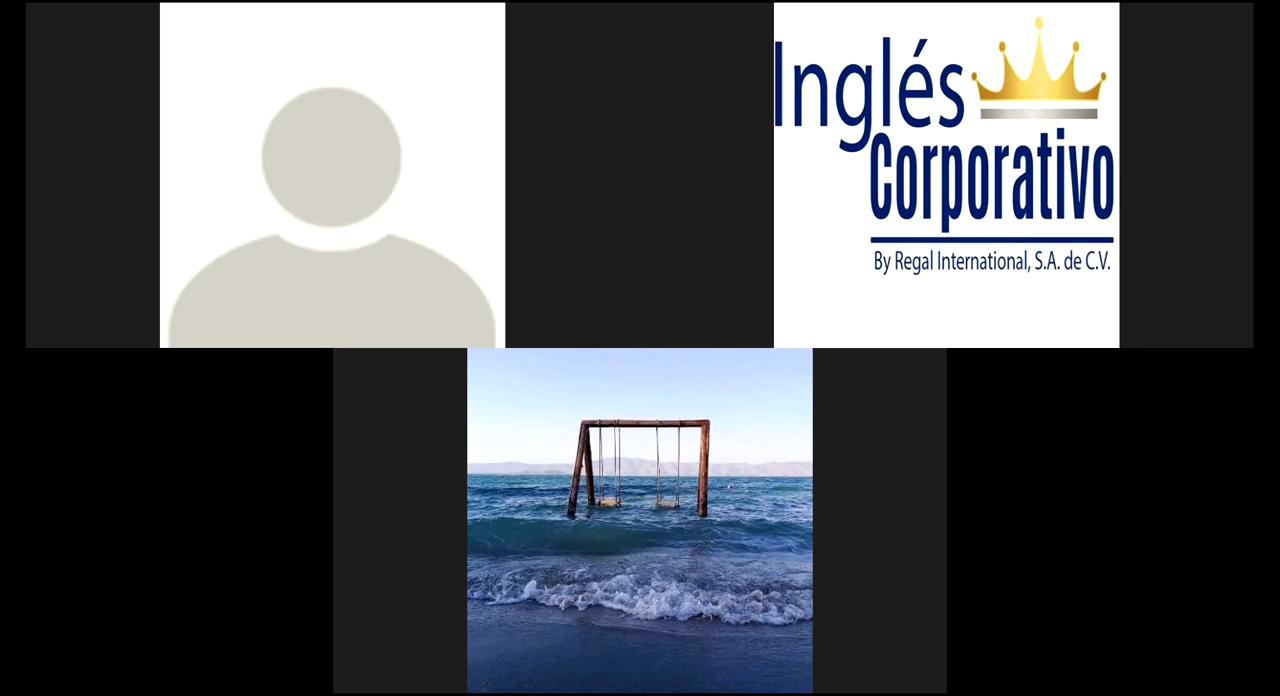 Inglés
Corporativo
By Regal International, S.A. de C.V.